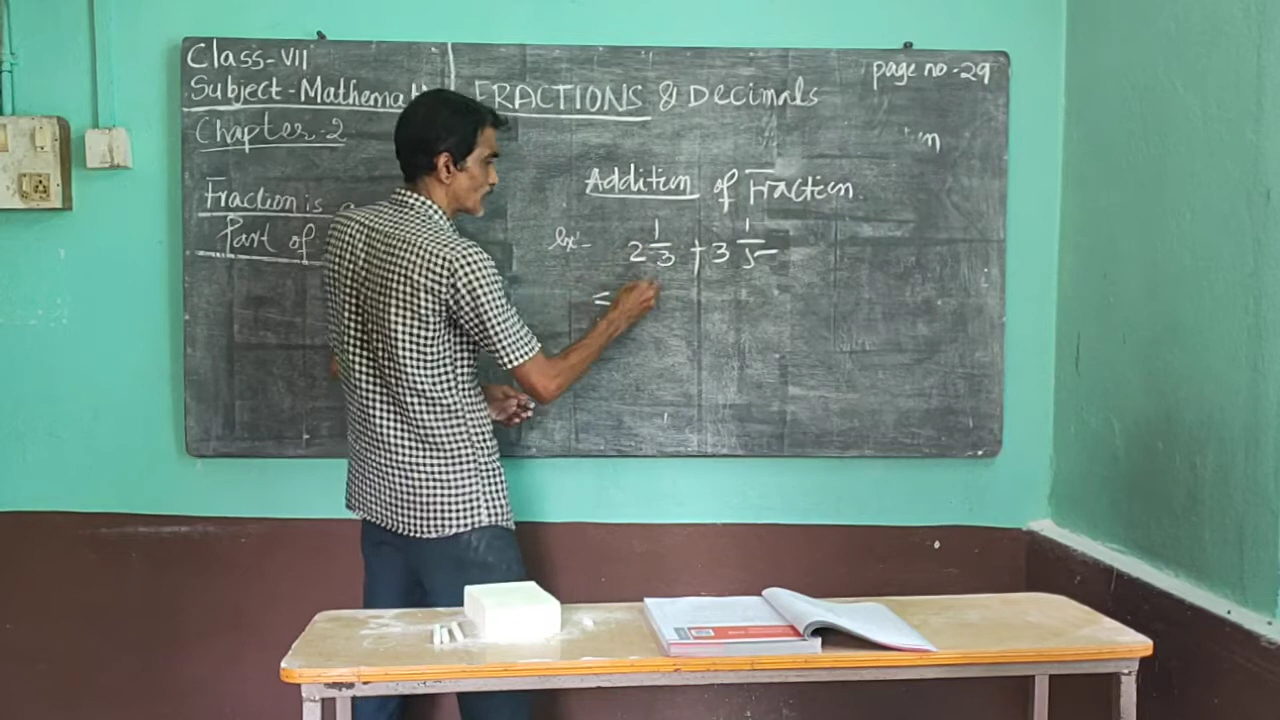 Class-VII
Subject-Mathemat
Chapter-2
page no-29
FRACTIONS & Decimals
Fraction is a
Part of
Addition of Fraction.
Ex:- 2 1/3 + 3 1/5
=